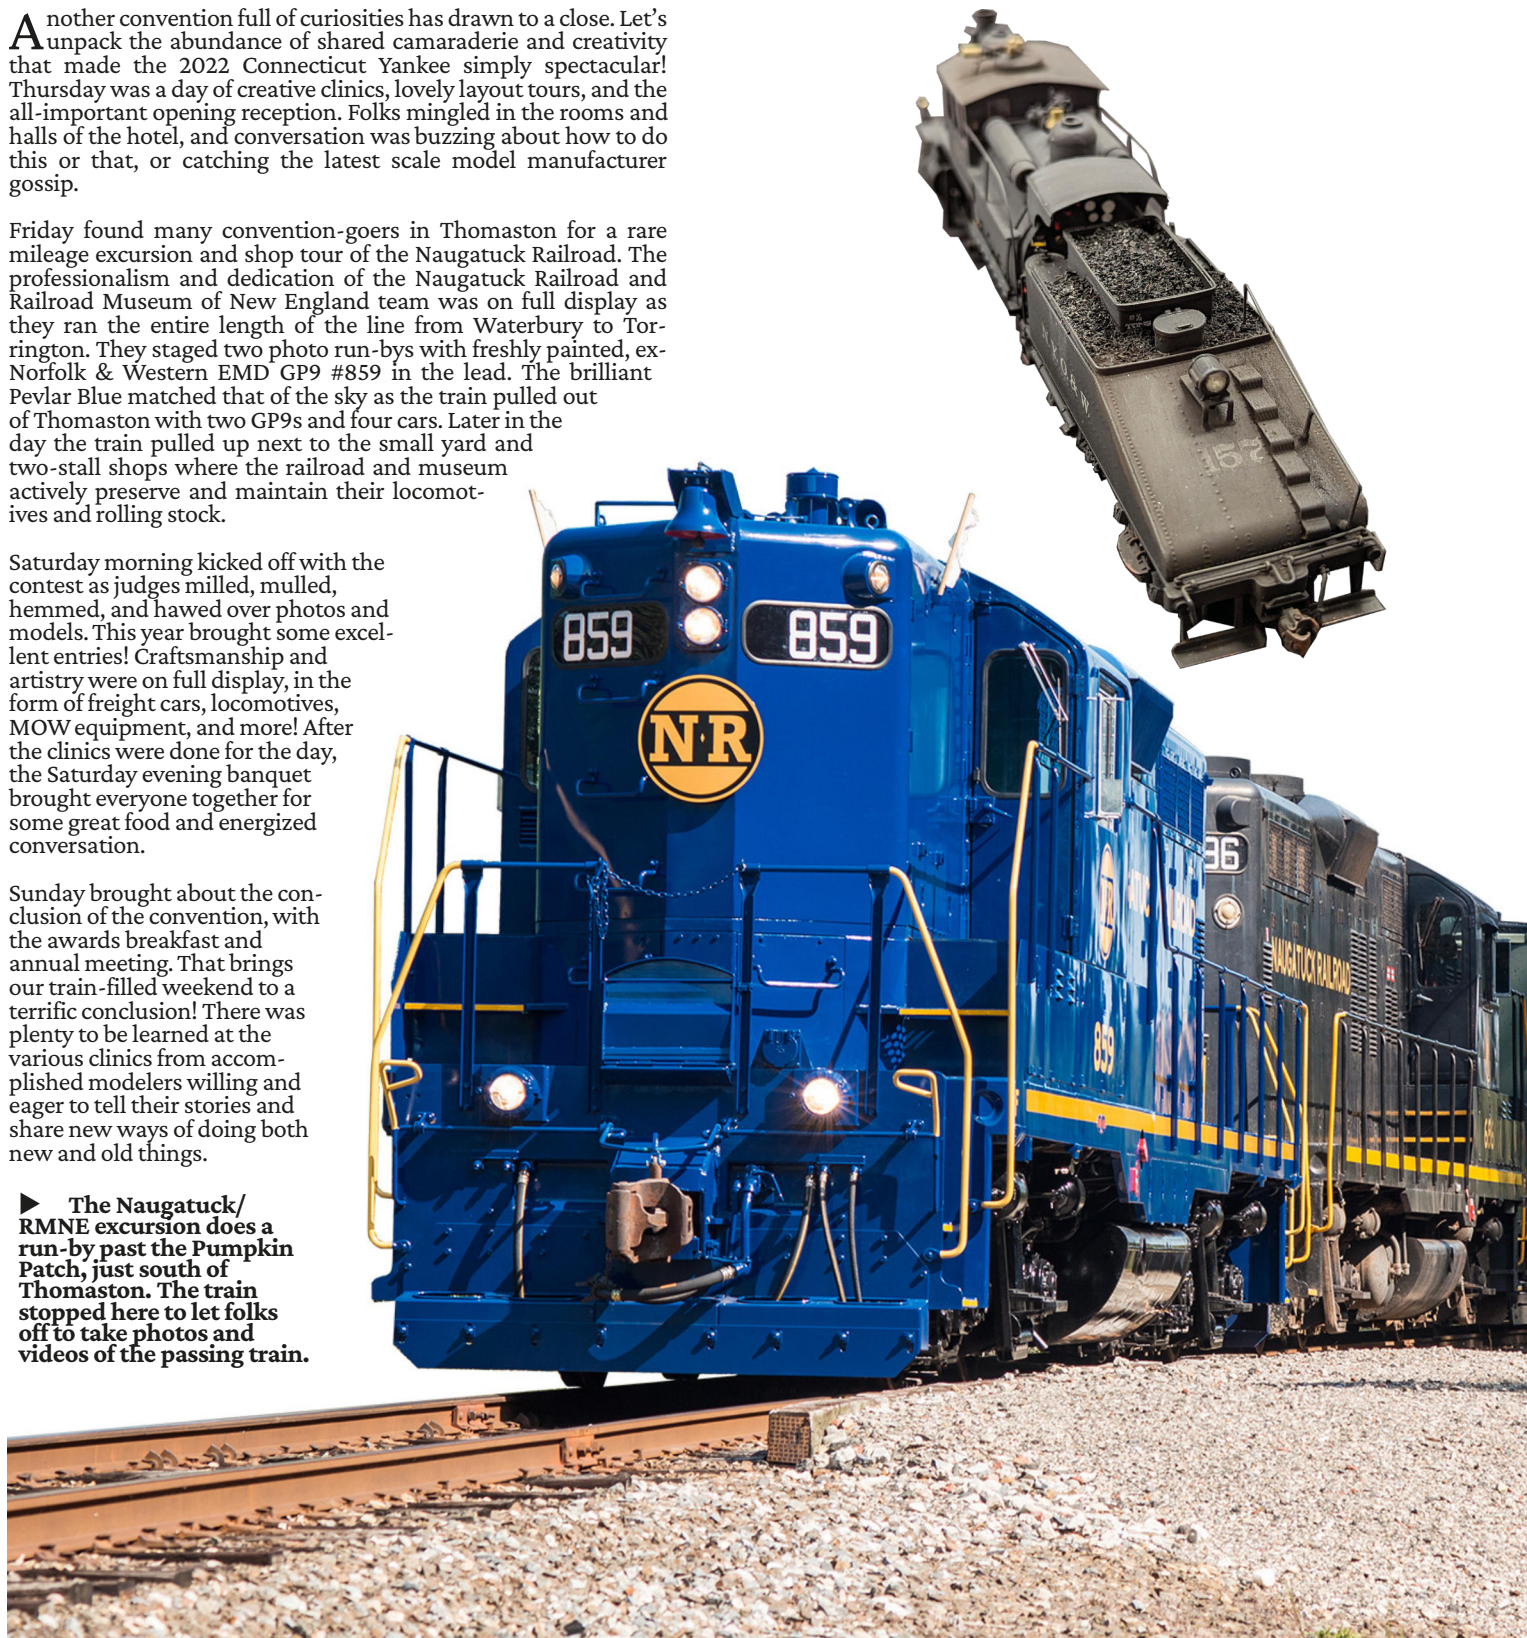 Another convention full of curiosities has drawn to a close. Let's
unpack the abundance of shared camaraderie and creativity
that made the 2022 Connecticut Yankee simply spectacular!
Thursday was a day of creative clinics, lovely layout tours, and the
all-important opening reception. Folks mingled in the rooms and
halls of the hotel, and conversation was buzzing about how to do
this or that, or catching the latest scale model manufacturer
gossip.
Friday found many convention-goers in Thomaston for a rare
mileage excursion and shop tour of the Naugatuck Railroad. The
professionalism and dedication of the Naugatuck Railroad and
Railroad Museum of New England team was on full display as
they ran the entire length of the line from Waterbury to Tor-
rington. They staged two photo run-bys with freshly painted, ex-
Norfolk & Western EMD GP9 #859 in the lead. The brilliant
Pevlar Blue matched that of the sky as the train pulled out
of Thomaston with two GP9s and four cars. Later in the
day the train pulled up next to the small yard and
two-stall shops where the railroad and museum
actively preserve and maintain their locomot-
ives and rolling stock.
Saturday morning kicked off with the
contest as judges milled, mulled,
hemmed, and hawed over photos and
models. This year brought some excel-
lent entries! Craftsmanship and
artistry were on full display, in the
form of freight cars, locomotives,
MOW equipment, and more! After
the clinics were done for the day,
the Saturday evening banquet
brought everyone together for
some great food and energized
conversation.
Sunday brought about the con-
clusion of the convention, with
the awards breakfast and
annual meeting. That brings
our train-filled weekend to a
terrific conclusion! There was
plenty to be learned at the
various clinics from accom-
plished modelers willing and
eager to tell their stories and
share new ways of doing both
new and old things.
▶ The Naugatuck/
RMNE excursion does a
run-by past the Pumpkin
Patch, just south of
Thomaston. The train
stopped here to let folks
off to take photos and
videos of the passing train.
157
859
859
N·R
96
NAUGATUCK RAILROAD
859